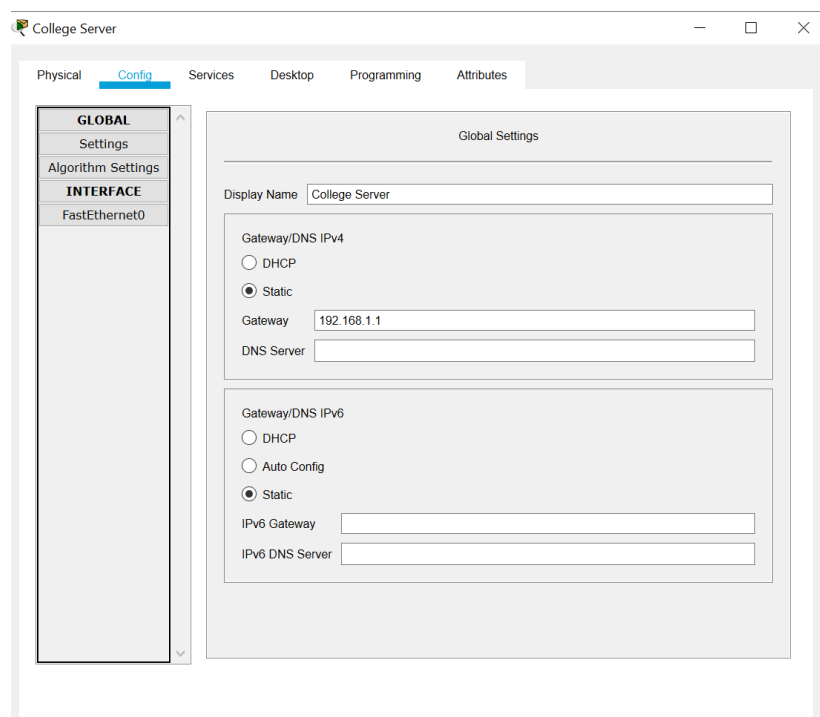 College Server
Physical Config Services Desktop Programming Attributes
GLOBAL
Settings
Algorithm Settings
INTERFACE
FastEthernet0
Global Settings
Display Name College Server
Gateway/DNS IPv4
DHCP
Static
Gateway 192.168.1.1
DNS Server
Gateway/DNS IPv6
DHCP
Auto Config
Static
IPv6 Gateway
IPv6 DNS Server